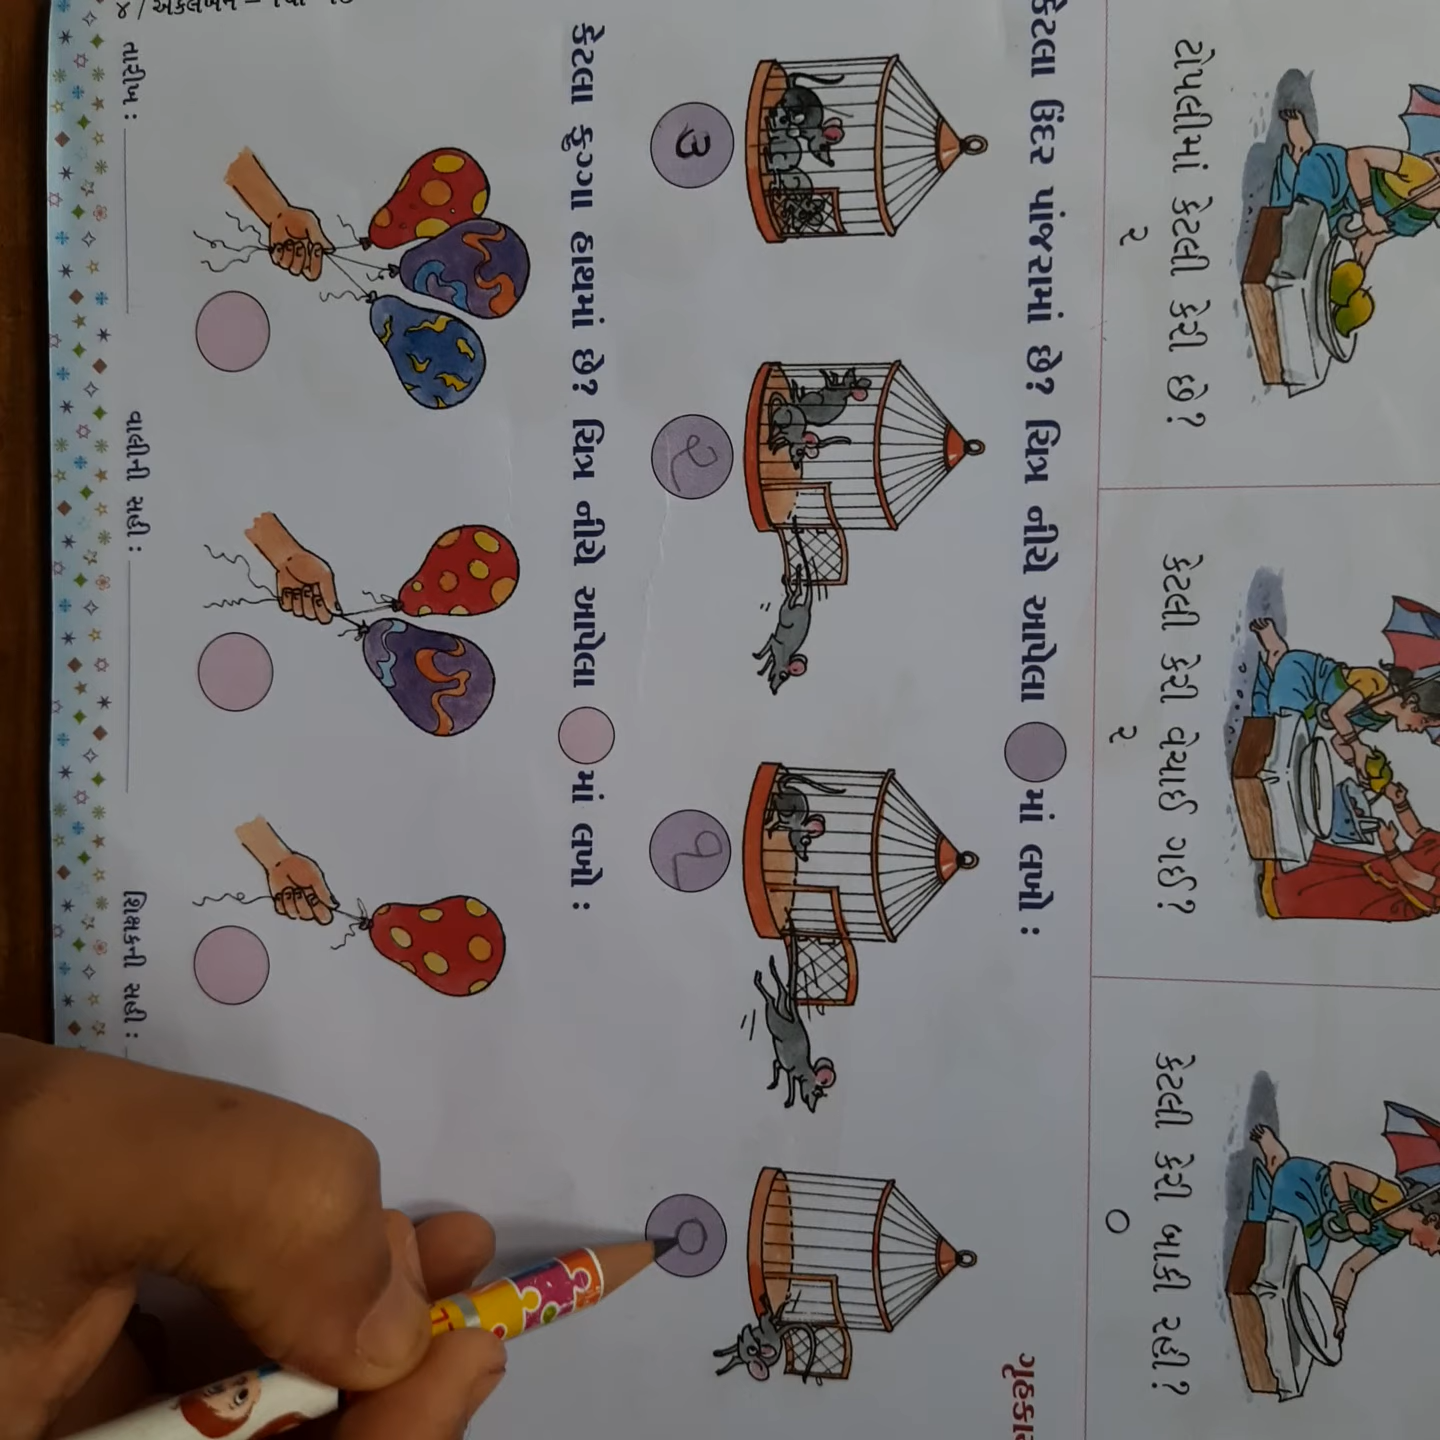 ટોપલીમાં કેટલી કેરી છે?
૨
કેટલી કેરી વેચાઈ ગઈ?
૨
કેટલી કેરી બાકી રહી?
૦
કેટલા ઉંદર પાંજરામાં છે? ચિત્ર નીચે આપેલા માં લખો :
૩
૨
૧
૦
કેટલા ફુગ્ગા હાથમાં છે? ચિત્ર નીચે આપેલા માં લખો :
તારીખ : વાલીની સહી : શિક્ષકની સહી :